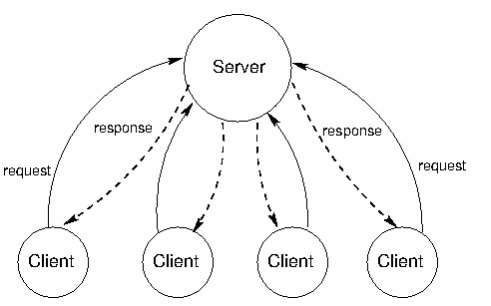 Server
response
response
request
request
Client
Client
Client
Client